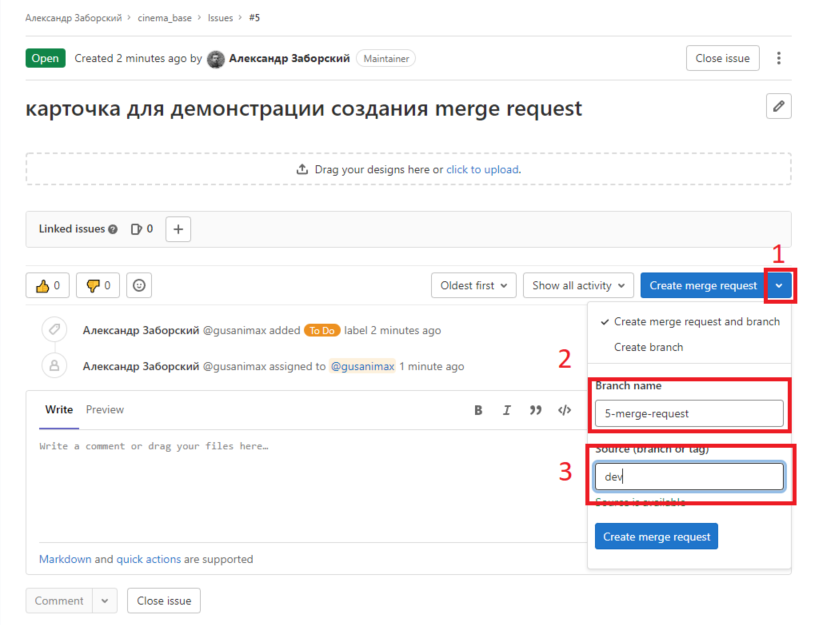 Александр Заборский > cinema_base > Issues > #5
Open Created 2 minutes ago by Александр Заборский Maintainer Close issue
карточка для демонстрации создания merge request
Drag your designs here or click to upload.
Linked issues 0
1
0 0 Oldest first Show all activity Create merge request
Александр Заборский @gusanimax added To Do label 2 minutes ago
Александр Заборский @gusanimax assigned to @gusanimax 1 minute ago
Create merge request and branch
Create branch
2
Branch name
5-merge-request
3
Source (branch or tag)
dev
Source is available
Create merge request
Write Preview
Write a comment or drag your files here…
Markdown and quick actions are supported
Comment Close issue